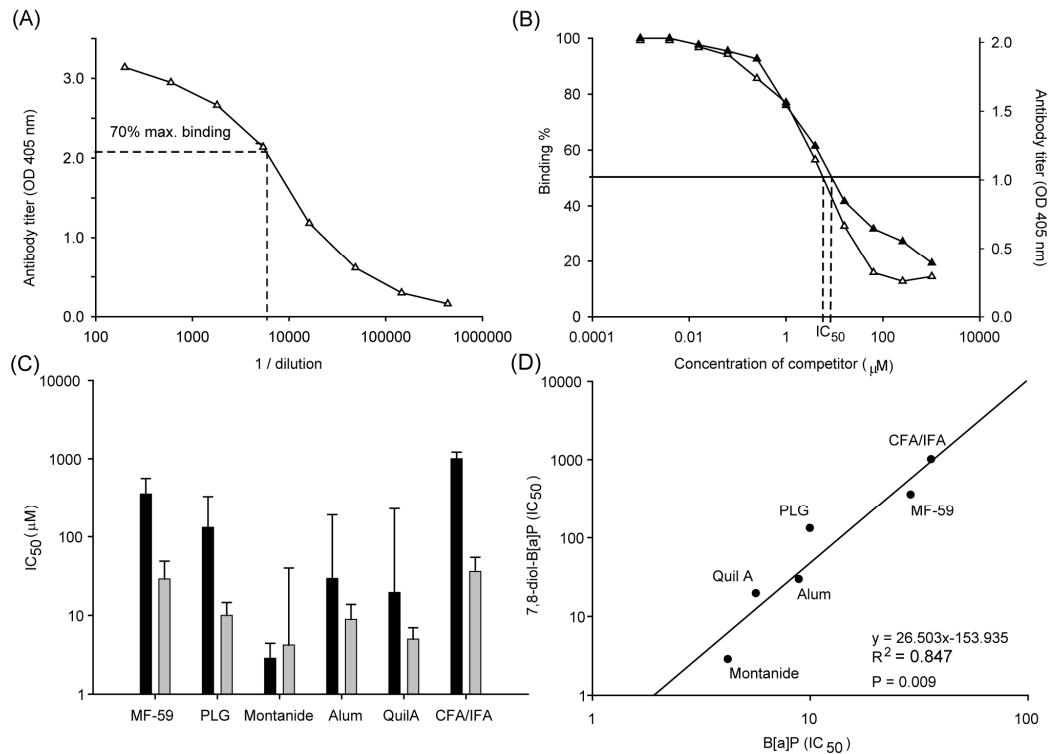 (A)
Antibody titer (OD 405 nm)
3.0
2.0
1.0
0.0
70% max. binding
100 1000 10000 100000 1000000
1 / dilution
(B)
Binding %
100
80
60
40
20
0
2.0
1.5
1.0
0.5
0.0
Antibody titer (OD 405 nm)
0.0001 0.01 1 IC50 100 10000
Concentration of competitor (μM)
(C)
IC50 (μM)
10000
1000
100
10
1
MF-59 PLG Montanide Alum QuilA CFA/IFA
(D)
7,8-diol-B[a]P (IC50)
10000
1000
100
10
1
CFA/IFA
MF-59
PLG
Quil A
Alum
Montanide
y = 26.503x-153.935
R2 = 0.847
P = 0.009
1 10 100
B[a]P (IC50)